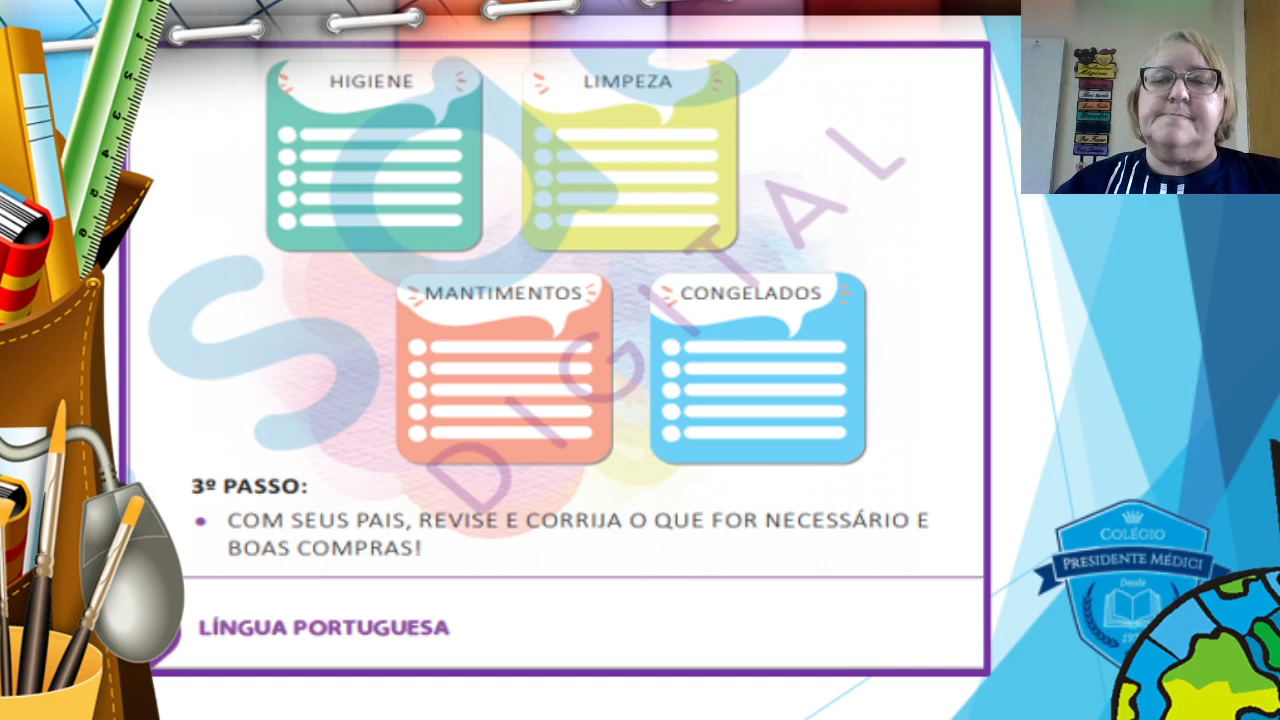 HIGIENE
LIMPEZA
MANTIMENTOS
CONGELADOS
3º PASSO:
• COM SEUS PAIS, REVISE E CORRIJA O QUE FOR NECESSÁRIO E
BOAS COMPRAS!
LÍNGUA PORTUGUESA
DIGITAL
COLÉGIO
PRESIDENTE MÉDICI
Desde